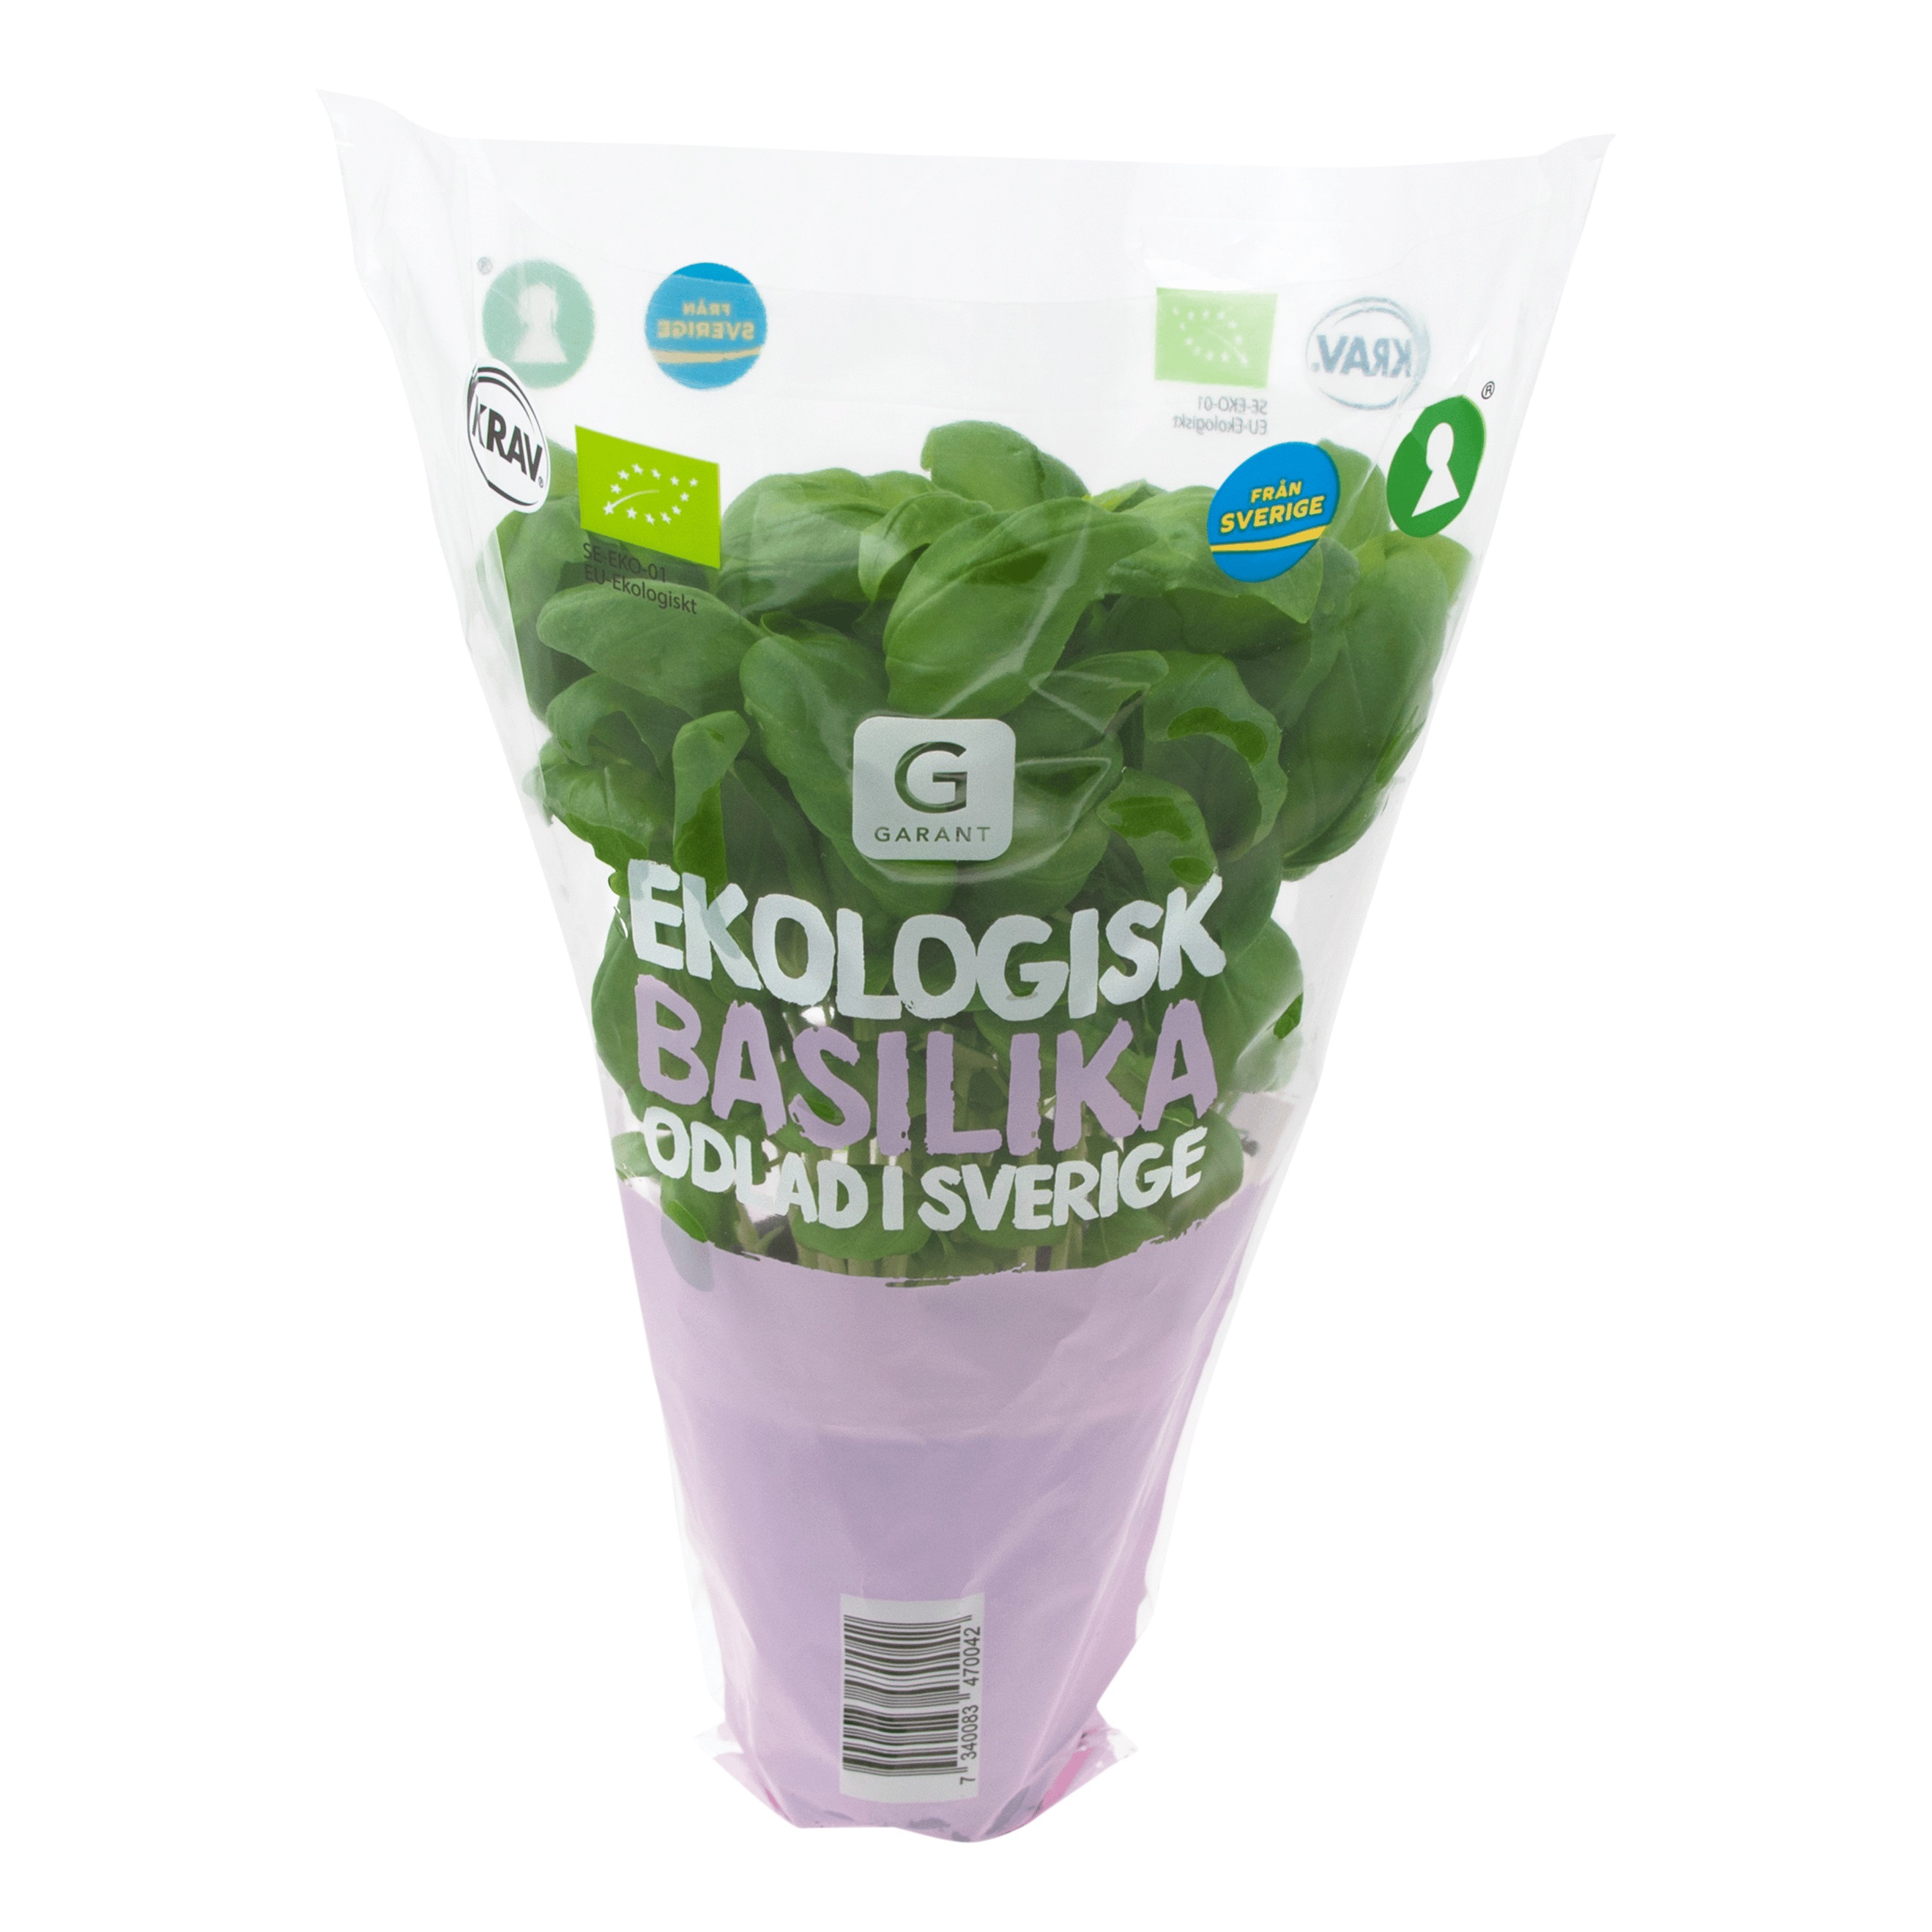 FRÅN
SVERIGE
KRAV
®
SE-EKO-01
EU-Ekologiskt
KRAV®
®
SE-EKO-01
EU-Ekologiskt
FRÅN
SVERIGE
G
GARANT
EKOLOGISK
BASILIKA
ODLAD I SVERIGE
7 340083 470042